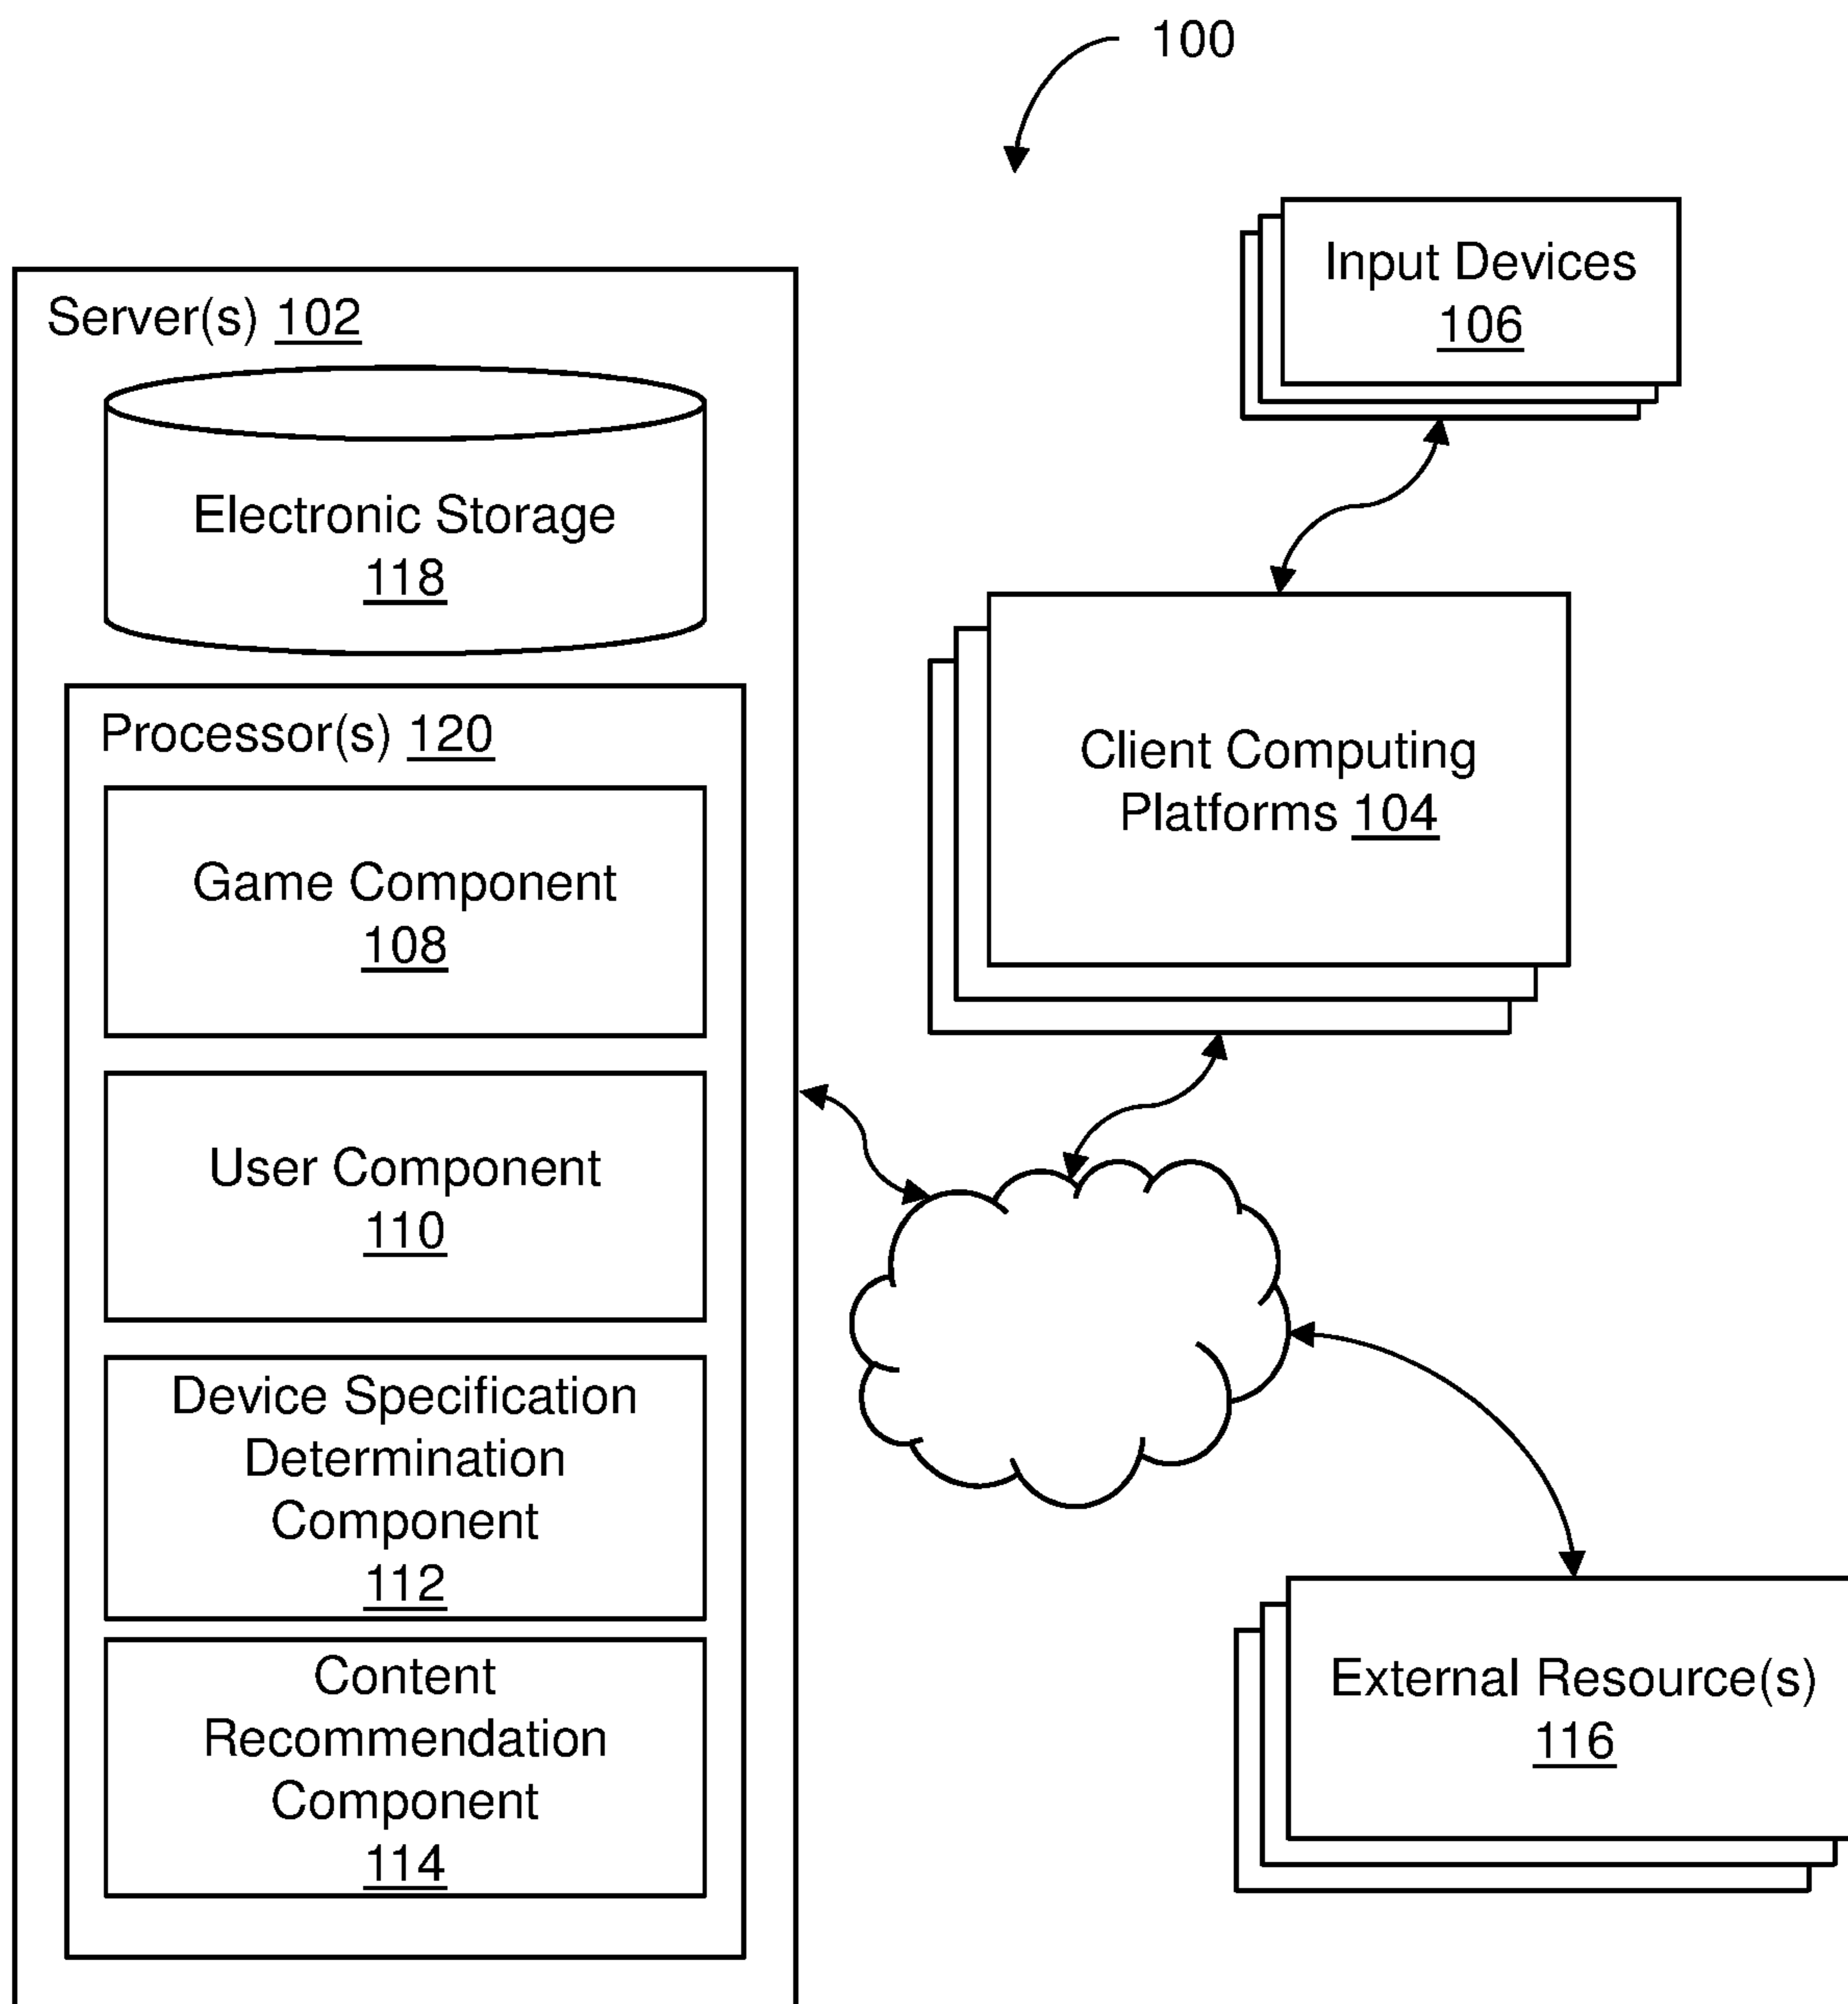 100
Input Devices
106
Server(s) 102
Electronic Storage
118
Processor(s) 120
Client Computing
Platforms 104
Game Component
108
User Component
110
Device Specification
Determination
Component
112
Content
Recommendation
Component
114
External Resource(s)
116